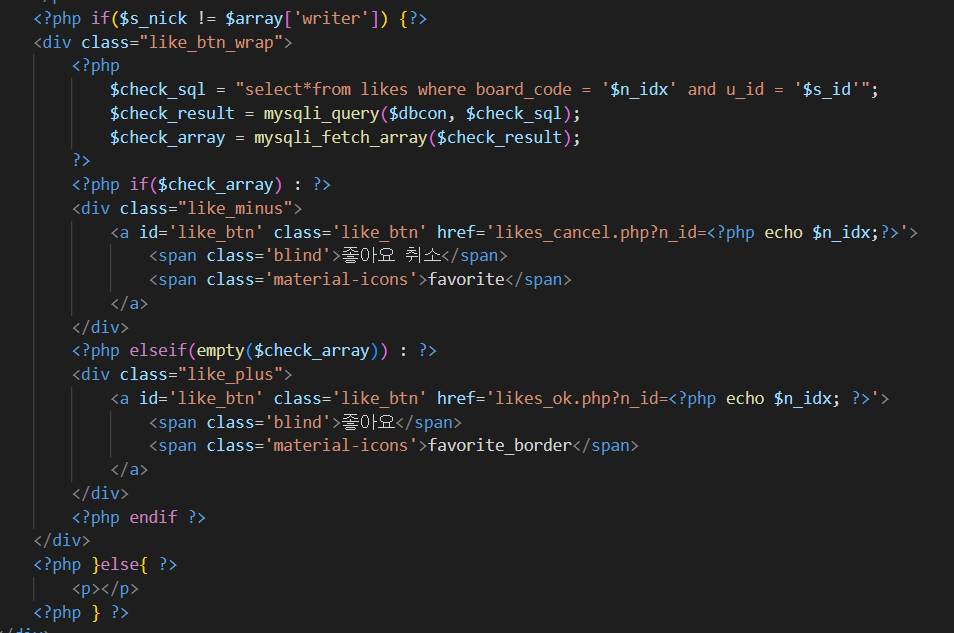 <?php if($s_nick != $array['writer']) {?>
<div class="like_btn_wrap">
<?php
$check_sql = "select*from likes where board_code = '$n_idx' and u_id = '$s_id'";
$check_result = mysqli_query($dbcon, $check_sql);
$check_array = mysqli_fetch_array($check_result);
?>
<?php if($check_array) : ?>
<div class="like_minus">
<a id='like_btn' class='like_btn' href='likes_cancel.php?n_id=<?php echo $n_idx;?>'>
<span class='blind'>좋아요 취소</span>
<span class='material-icons'>favorite</span>
</a>
</div>
<?php elseif(empty($check_array)) : ?>
<div class="like_plus">
<a id='like_btn' class='like_btn' href='likes_ok.php?n_id=<?php echo $n_idx; ?>'>
<span class='blind'>좋아요</span>
<span class='material-icons'>favorite_border</span>
</a>
</div>
<?php endif ?>
</div>
<?php }else{ ?>
<p></p>
<?php } ?>